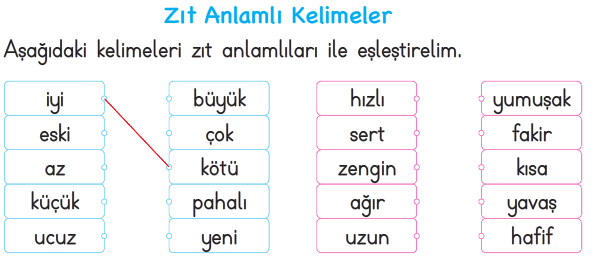 Zıt Anlamlı Kelimeler
Aşağıdaki kelimeleri zıt anlamlıları ile eşleştirelim.
iyi büyük hızlı yumuşak
eski çok sert fakir
az kötü zengin kısa
küçük pahalı ağır yavaş
ucuz yeni uzun hafif